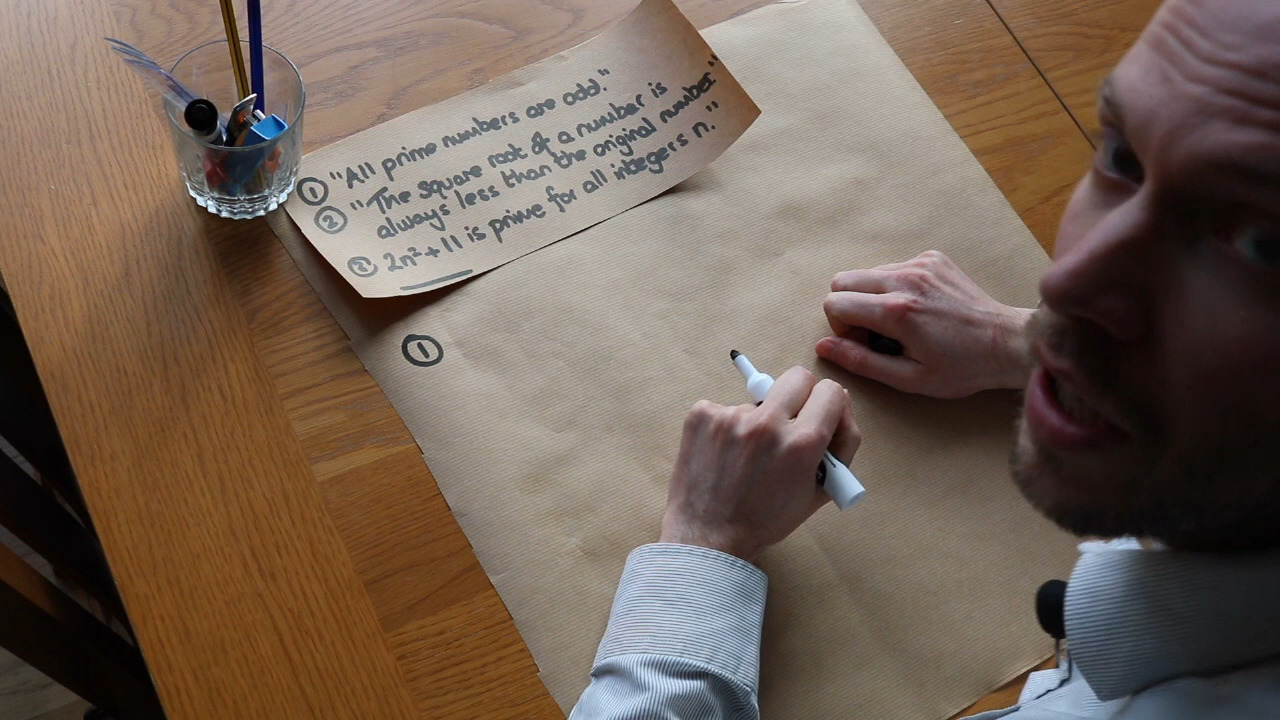 ① "All prime numbers are odd."
② "The square root of a number is
always less than the original number"
② 2n²+11 is prime for all integers n."
①